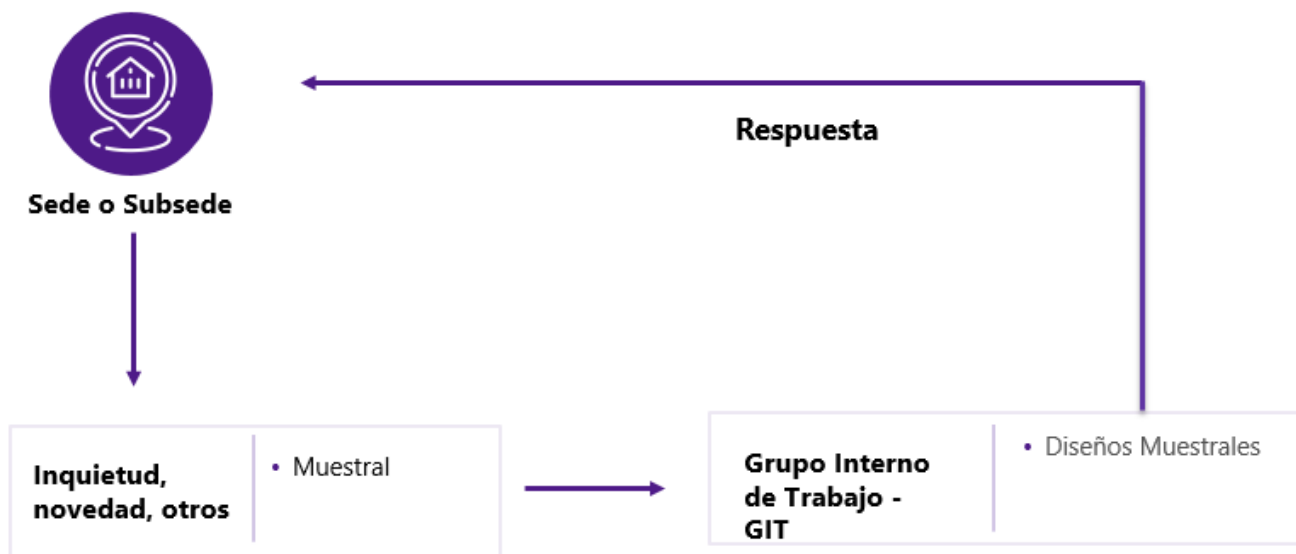 Respuesta
Sede o Subsede
Inquietud,
novedad, otros
• Muestral
Grupo Interno
de Trabajo -
GIT
• Diseños Muestrales